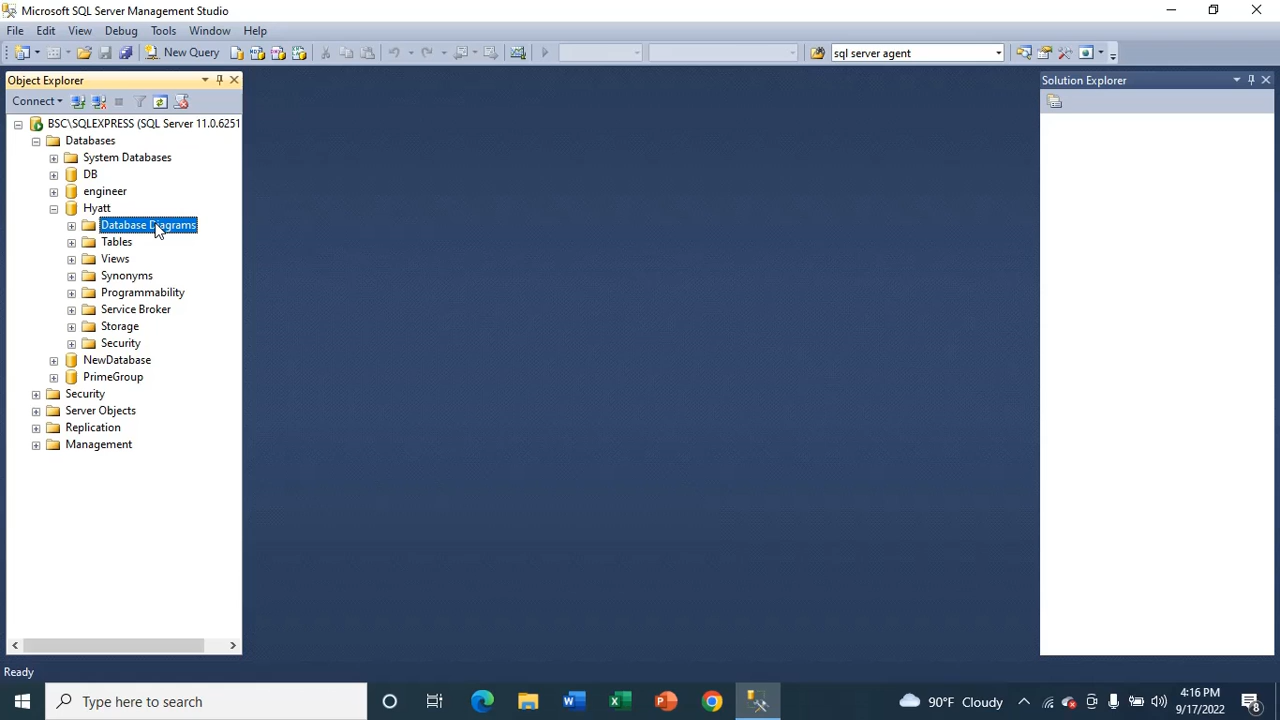 Microsoft SQL Server Management Studio
File Edit View Debug Tools Window Help
New Query
sql server agent
Object Explorer
Solution Explorer
Connect
BSC\SQLEXPRESS (SQL Server 11.0.6251
Databases
System Databases
DB
engineer
Hyatt
Database Diagrams
Tables
Views
Synonyms
Programmability
Service Broker
Storage
Security
NewDatabase
PrimeGroup
Security
Server Objects
Replication
Management
Ready
Type here to search
90°F Cloudy
4:16 PM
9/17/2022
8